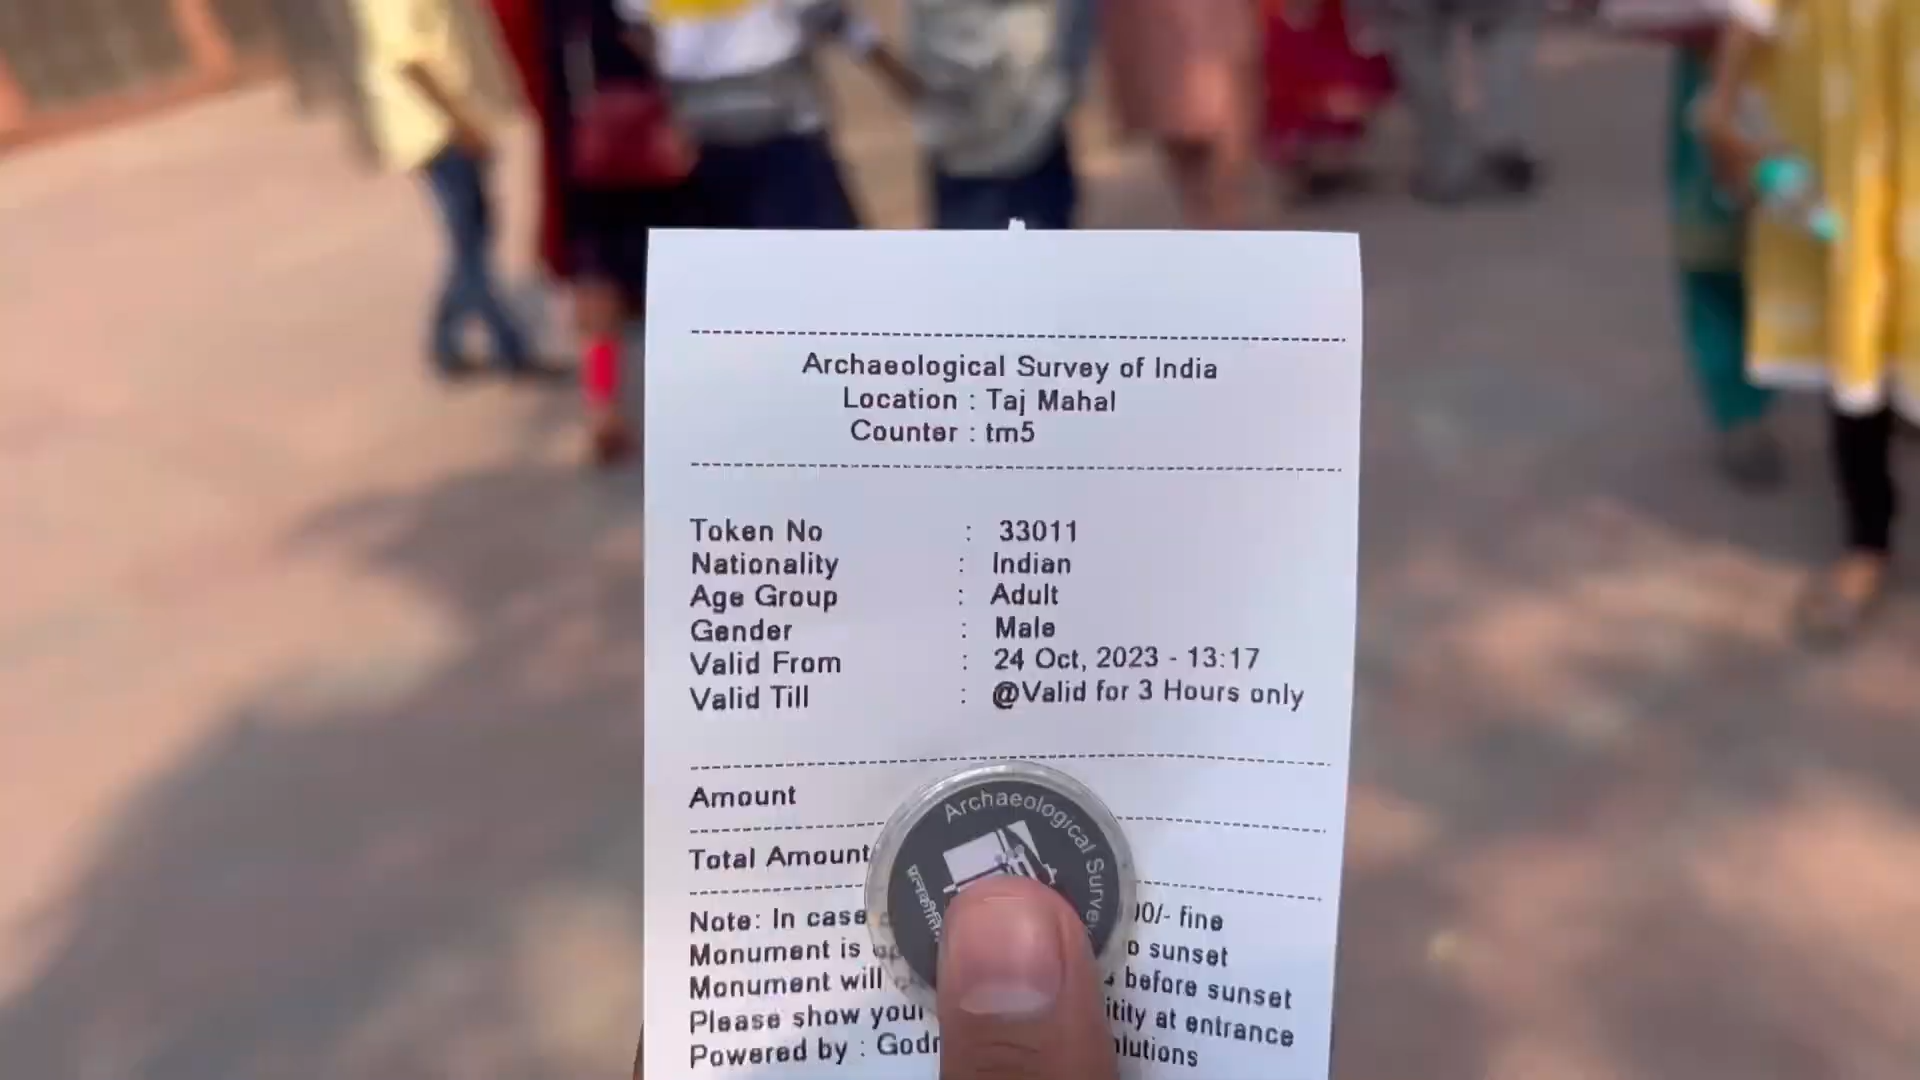 Archaeological Survey of India
Location : Taj Mahal
Counter : tm5
Token No : 33011
Nationality : Indian
Age Group : Adult
Gender : Male
Valid From : 24 Oct, 2023 - 13:17
Valid Till : @Valid for 3 Hours only
Amount
Total Amount
Archaeological Survey
Note: In case 00/- fine
Monument is sunset
Monument will before sunset
Please show your at entrance
Powered by :